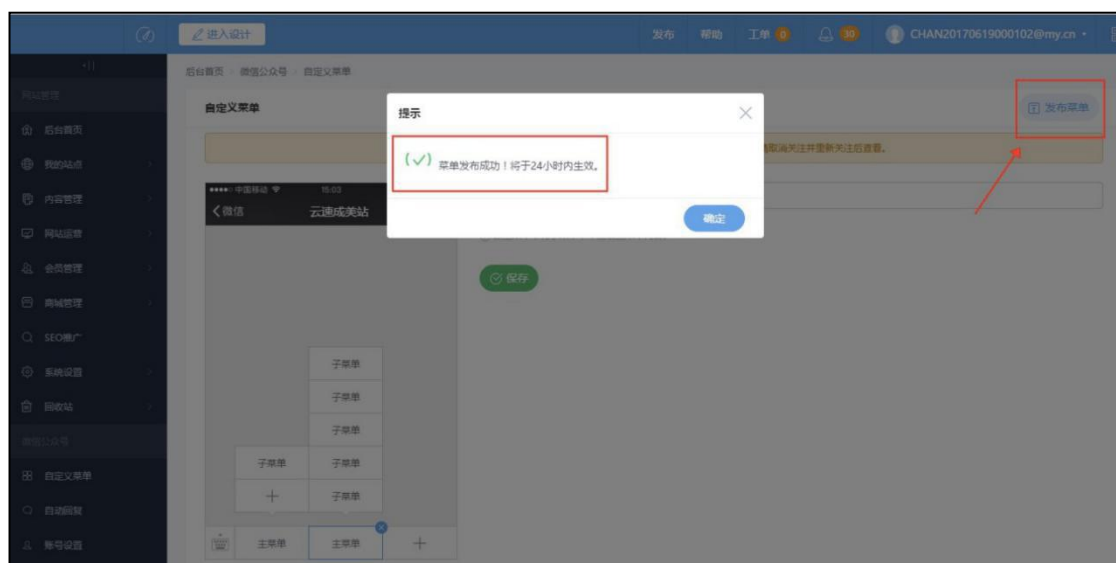 进入设计
发布 帮助 工单 0 30 CHAN20170619000102@my.cn
后台首页 微信公众号 自定义菜单
网站管理
自定义菜单
发布菜单
提示
菜单发布成功！将于24小时内生效。
确定
取消关注并重新关注后查看。
后台首页
我的站点
内容管理
网站运营
会员管理
商城管理
SEO推广
系统设置
回收站
微信公众号
自定义菜单
自动回复
账号设置
中国移动 15:03
微信 云速成美站
保存
子菜单
子菜单
子菜单
子菜单 子菜单
子菜单
主菜单 主菜单